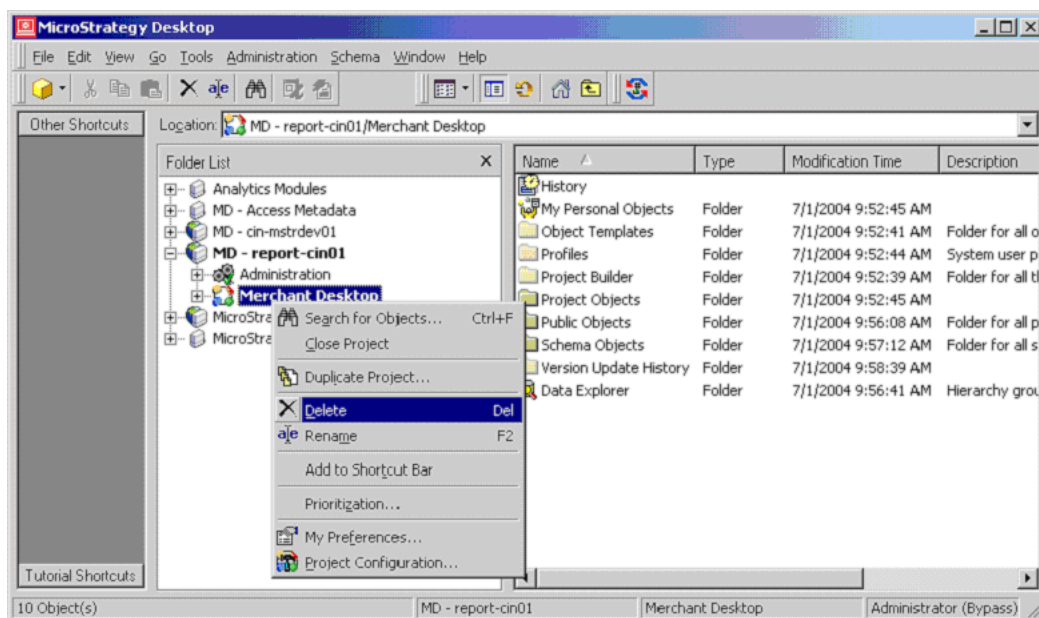 MicroStrategy Desktop
File Edit View Go Tools Administration Schema Window Help
Other Shortcuts
Location: MD - report-cin01/Merchant Desktop
Folder List
Analytics Modules
MD - Access Metadata
MD - cin-mstrdev01
MD - report-cin01
Administration
Merchant Desktop
MicroStra
MicroStra
Search for Objects... Ctrl+F
Close Project
Duplicate Project...
Delete Del
Rename F2
Add to Shortcut Bar
Prioritization...
My Preferences...
Project Configuration...
Name Type Modification Time Description
History
My Personal Objects Folder 7/1/2004 9:52:45 AM
Object Templates Folder 7/1/2004 9:52:41 AM Folder for all o
Profiles Folder 7/1/2004 9:52:44 AM System user p
Project Builder Folder 7/1/2004 9:52:39 AM Folder for all t
Project Objects Folder 7/1/2004 9:52:45 AM
Public Objects Folder 7/1/2004 9:56:08 AM Folder for all p
Schema Objects Folder 7/1/2004 9:57:12 AM Folder for all s
Version Update History Folder 7/1/2004 9:58:39 AM
Data Explorer Folder 7/1/2004 9:56:41 AM Hierarchy grou
Tutorial Shortcuts
10 Object(s) MD - report-cin01 Merchant Desktop Administrator (Bypass)